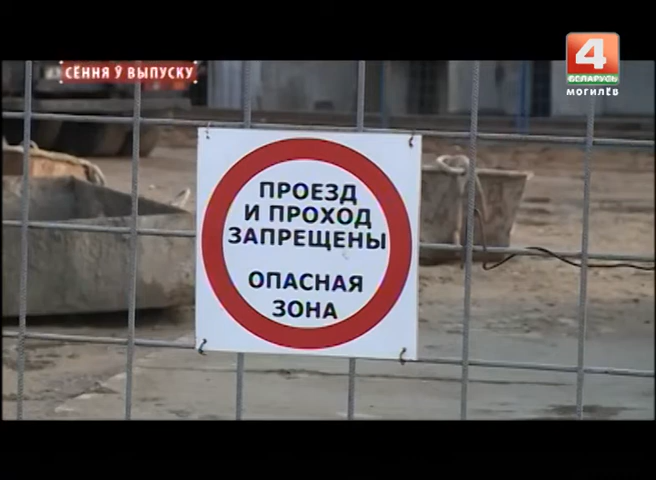 СЁННЯ Ў ВЫПУСКУ
4
БЕЛАРУСЬ
МОГИЛЁВ
ПРОЕЗД
И ПРОХОД
ЗАПРЕЩЕНЫ
ОПАСНАЯ
ЗОНА